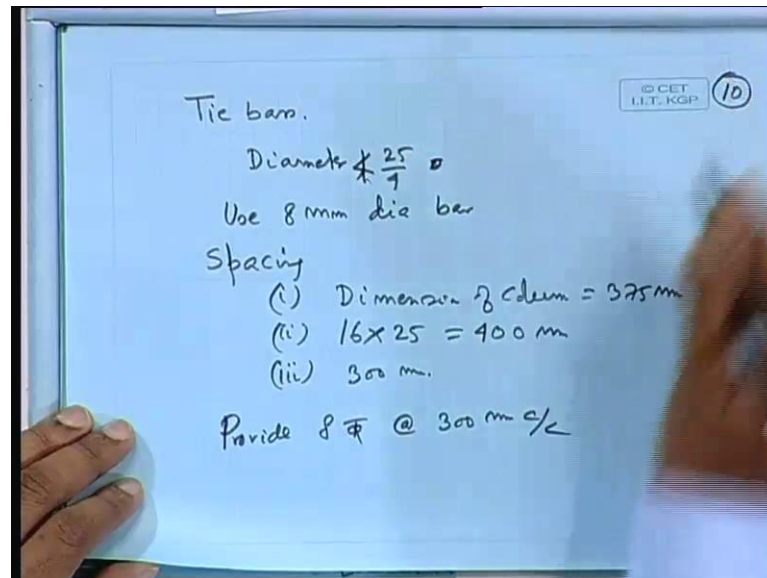 © CET
I.I.T. KGP
10
Tie bars.
Diameter ≮ 25/4
Use 8 mm dia bar
Spacing
(i) Dimension of column = 375 mm
(ii) 16 × 25 = 400 mm
(iii) 300 m.
Provide 8 Φ @ 300 mm c/c